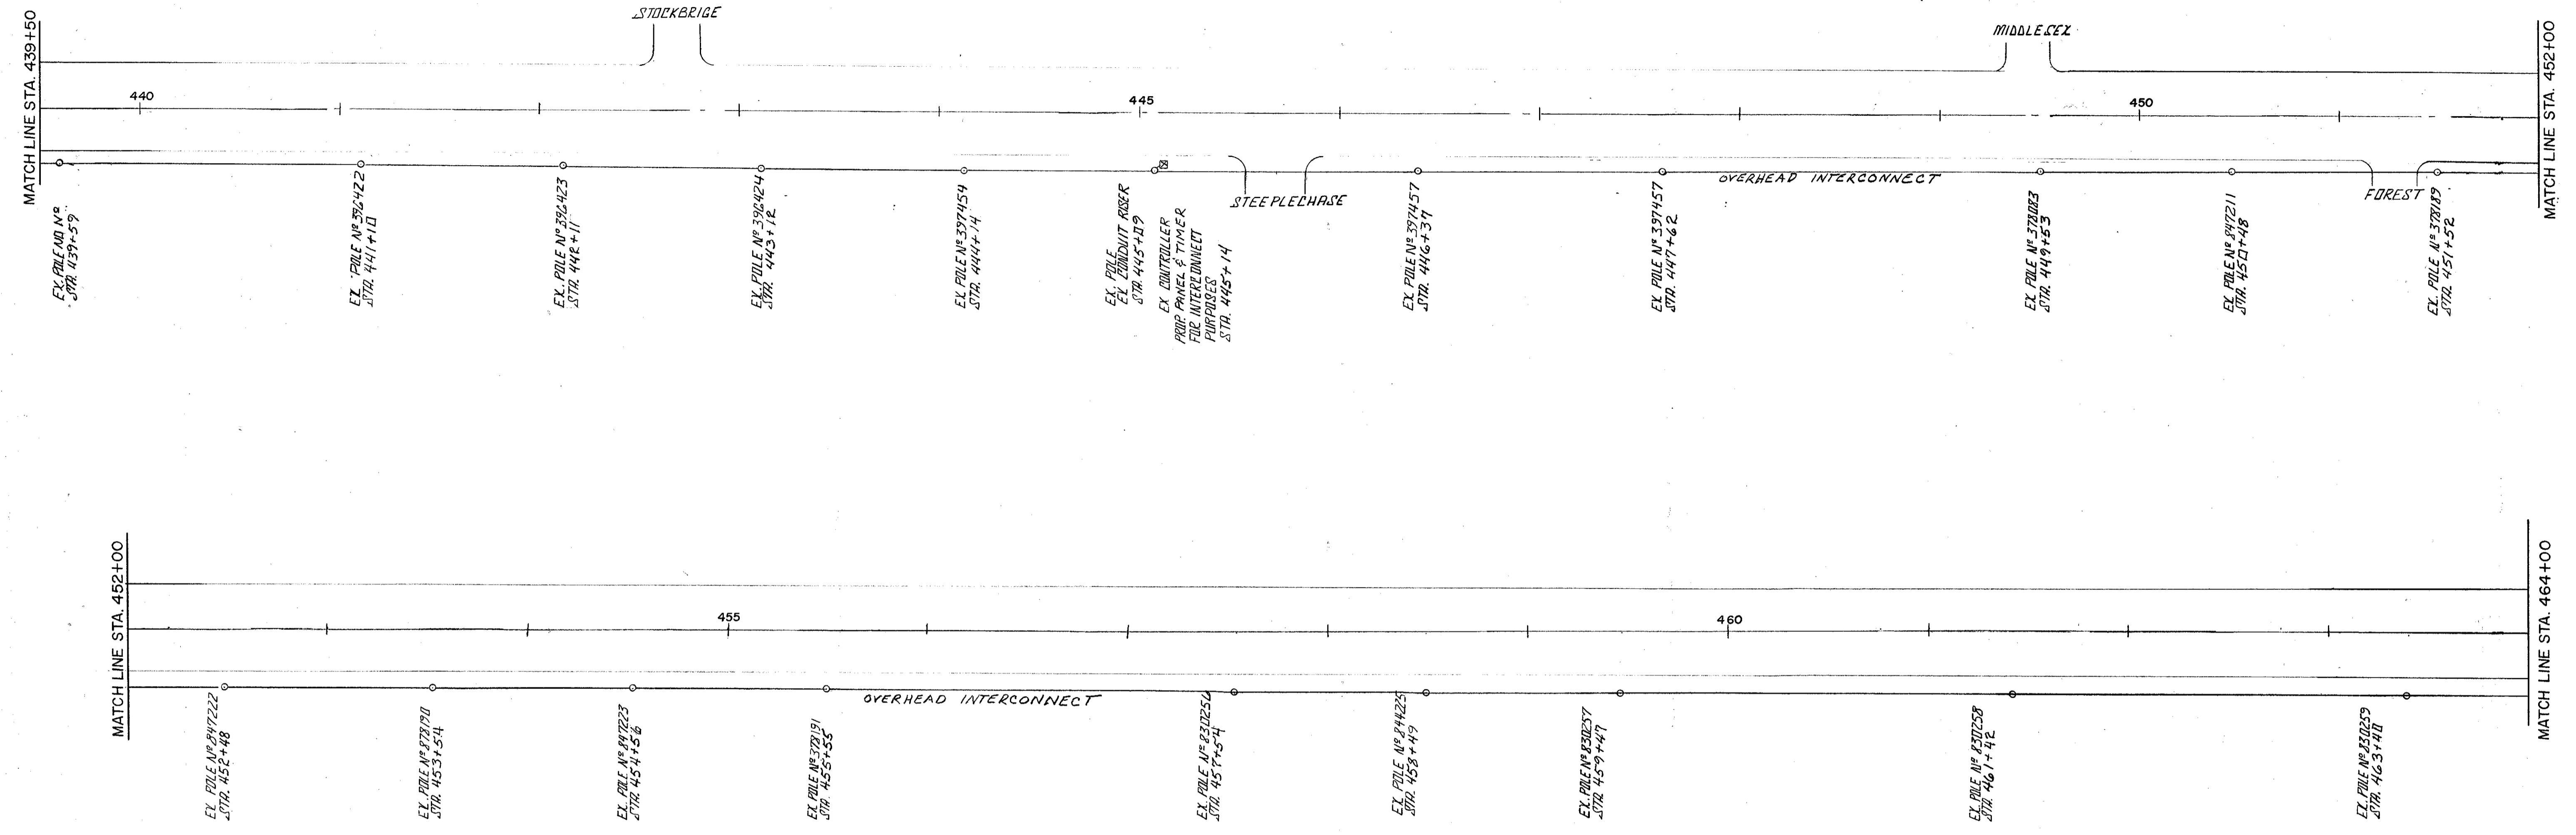 STOCKBRIGE
MIDDLESEX
MATCH LINE STA. 439+50
440
445
450
MATCH LINE STA. 452+00
OVERHEAD INTERCONNECT
STEEPLECHASE
FOREST
EX. POLE NO Nº
STA. 439+59
EX. POLE Nº 396422
STA. 441+10
EX. POLE Nº 396423
STA. 442+11
EX. POLE Nº 396424
STA. 443+12
EX. POLE Nº 397454
STA. 444+14
EX. POLE
EX. CONDUIT RISER
STA. 445+09
EX CONTROLLER
PROP. PANEL & TIMER
FOR INTERCONNECT
PURPOSES
STA. 445+14
EX. POLE Nº 397457
STA. 446+37
EX. POLE Nº 397457
STA. 447+62
EX. POLE Nº 378083
STA. 449+53
EX. POLE Nº 847211
STA. 450+48
EX. POLE Nº 378189
STA. 451+52
MATCH LINE STA. 452+00
455
460
MATCH LINE STA. 464+00
OVERHEAD INTERCONNECT
EX. POLE Nº 847222
STA. 452+48
EX. POLE Nº 878190
STA. 453+54
EX. POLE Nº 847223
STA. 454+56
EX. POLE Nº 378191
STA. 455+55
EX. POLE Nº 830256
STA. 457+54
EX. POLE Nº 844225
STA. 458+49
EX. POLE Nº 830257
STA. 459+47
EX. POLE Nº 830258
STA. 461+42
EX. POLE Nº 830259
STA. 463+40